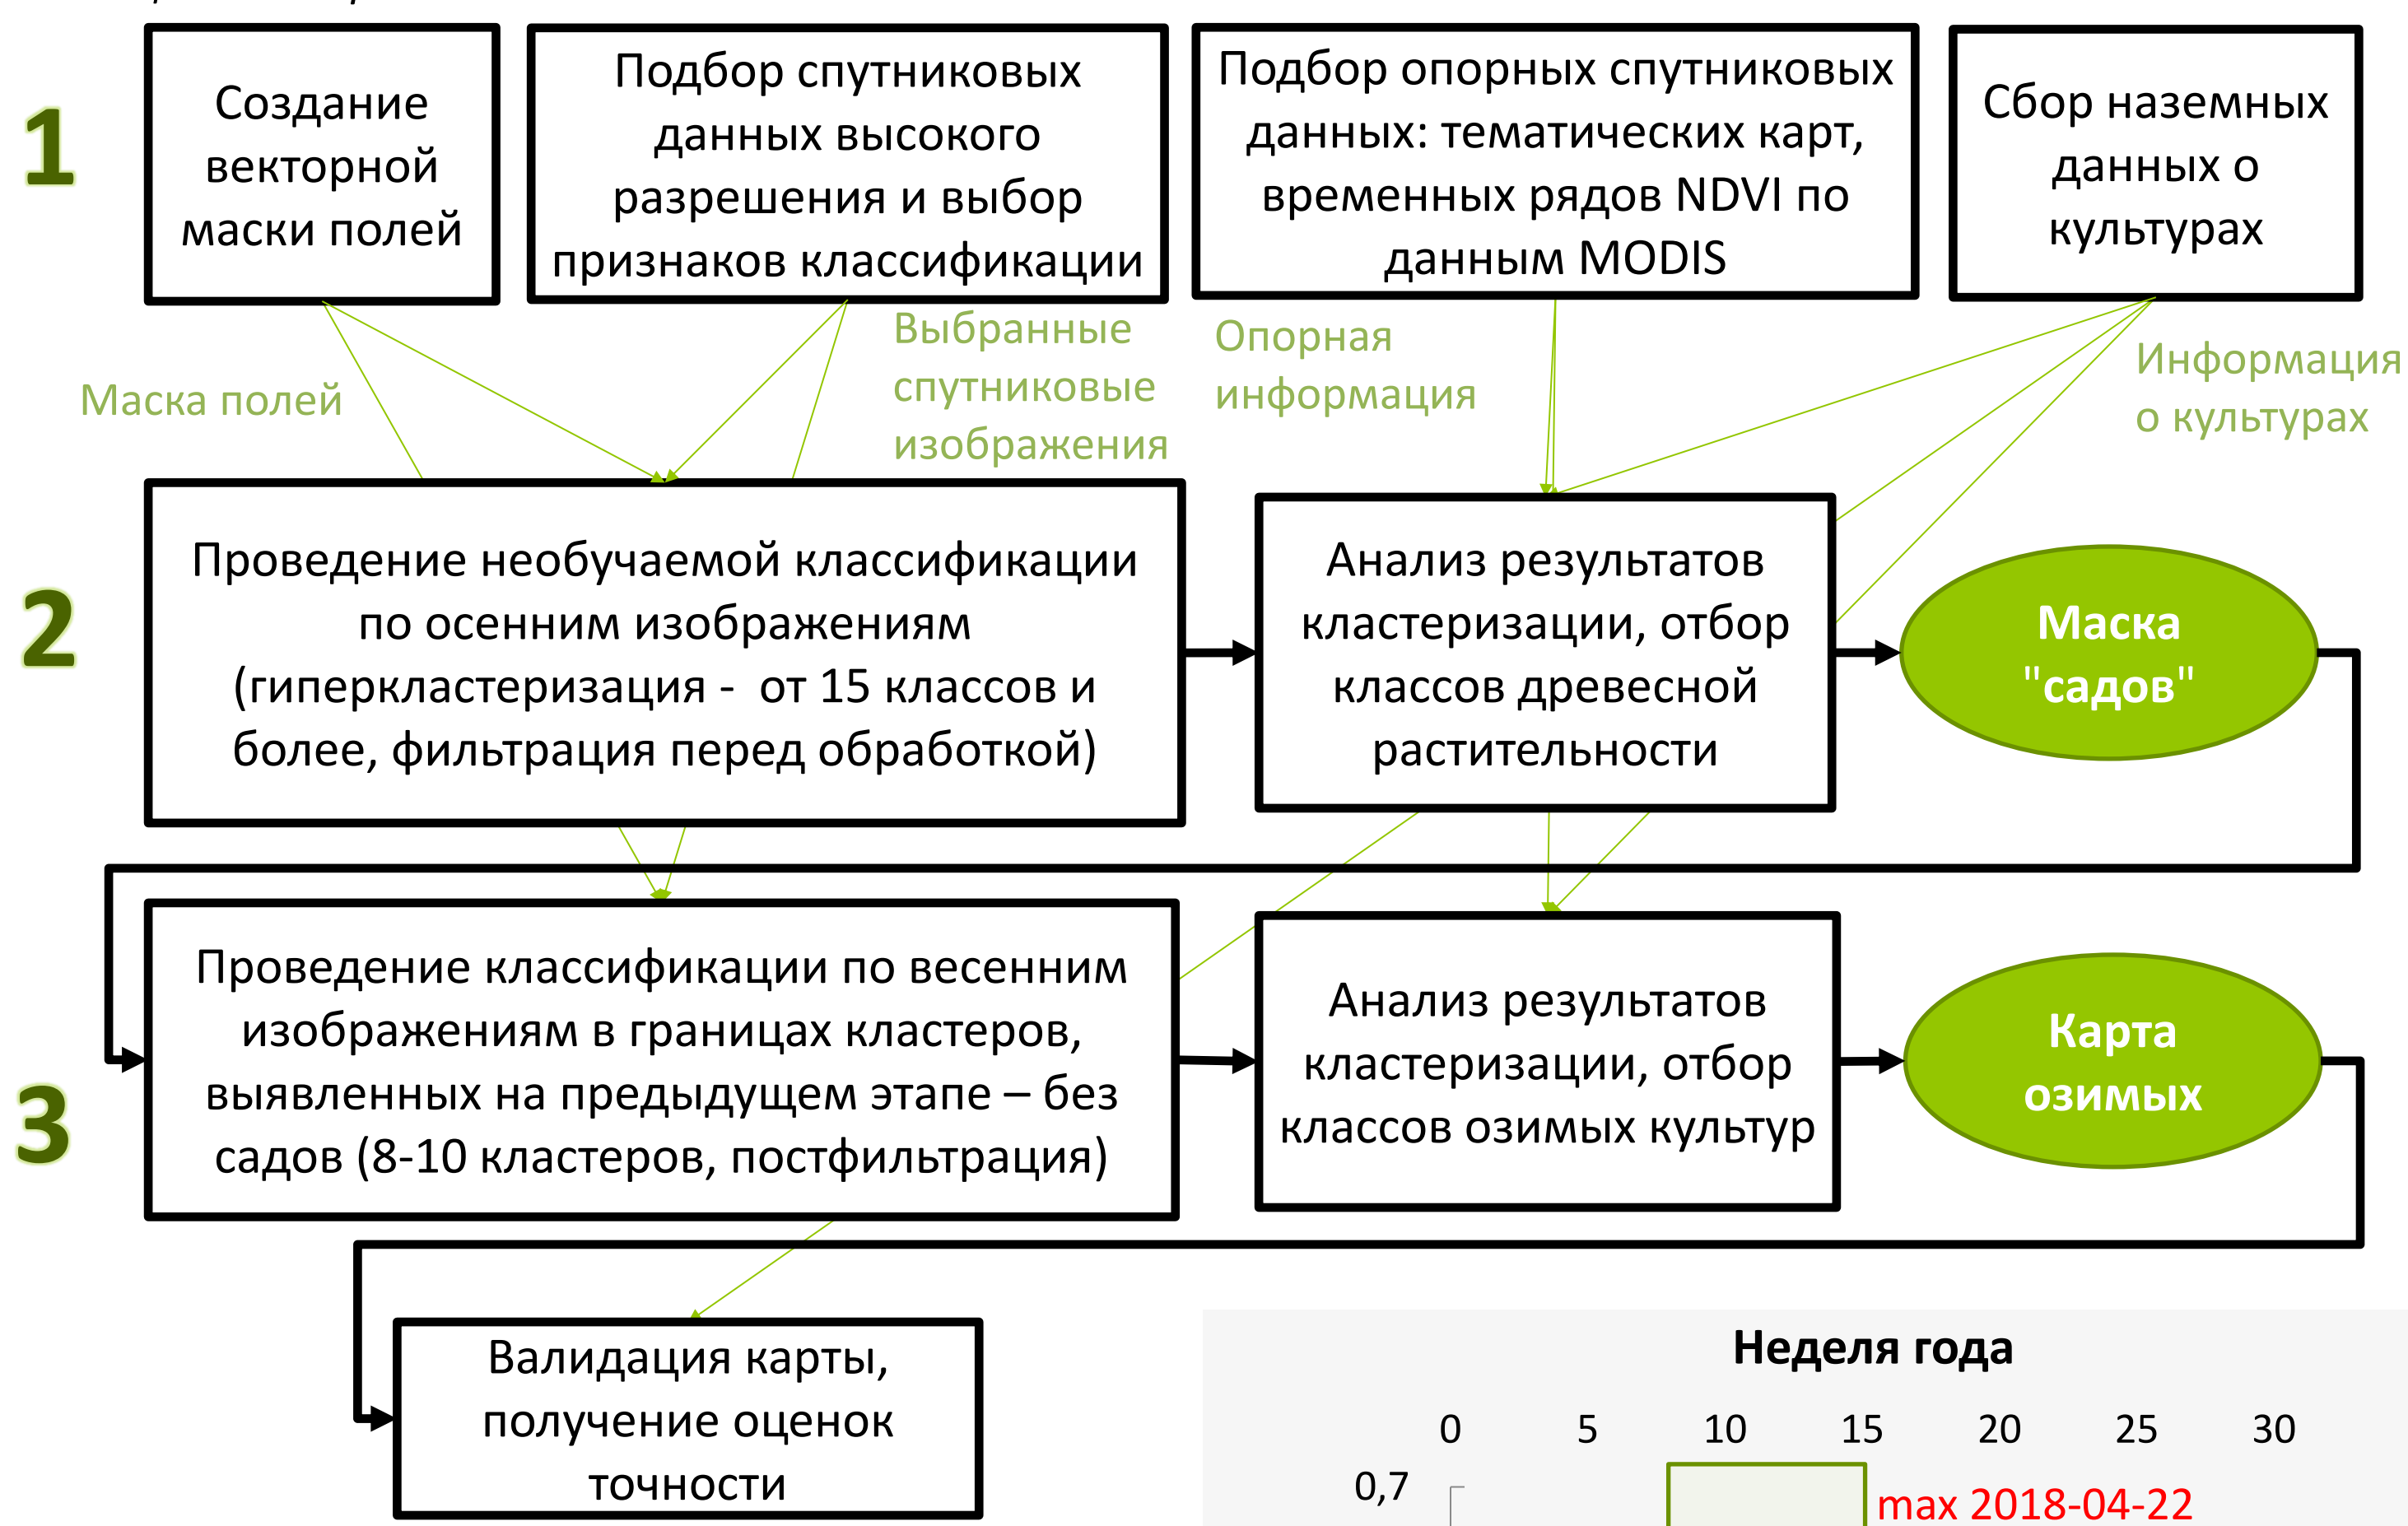 1
Создание
векторной
маски полей
Подбор спутниковых
данных высокого
разрешения и выбор
признаков классификации
Подбор опорных спутниковых
данных: тематических карт,
временных рядов NDVI по
данным MODIS
Сбор наземных
данных о
культурах
Маска полей
Выбранные
спутниковые
изображения
Опорная
информация
Информация
о культурах
2
Проведение необучаемой классификации
по осенним изображениям
(гиперкластеризация - от 15 классов и
более, фильтрация перед обработкой)
Анализ результатов
кластеризации, отбор
классов древесной
растительности
Маска
"садов"
3
Проведение классификации по весенним
изображениям в границах кластеров,
выявленных на предыдущем этапе – без
садов (8-10 кластеров, постфильтрация)
Анализ результатов
кластеризации, отбор
классов озимых культур
Карта
озимых
Валидация карты,
получение оценок
точности
Неделя года
0 5 10 15 20 25 30
0,7
max 2018-04-22